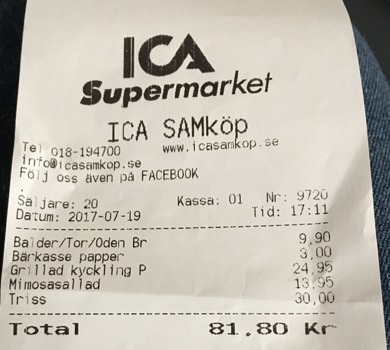 ICA
Supermarket
ICA SAMköp
Tel 018-194700 www.icasamkop.se
info@icasamkop.se
Följ oss även på FACEBOOK
Säljare: 20 Kassa: 01 Nr: 9720
Datum: 2017-07-19 Tid: 17:11
Balder/Tor/Oden Br 9,90
Bärkasse papper 3,00
Grillad kyckling P 24,95
Mimosasallad 13,95
Triss 30,00
Total 81,80 Kr